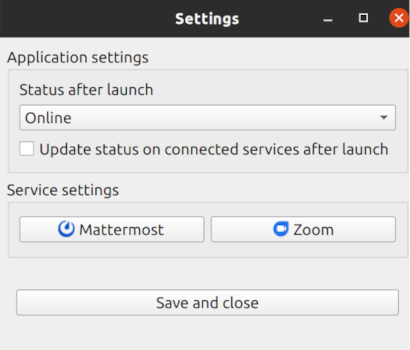 Settings
Application settings
Status after launch
Online
Update status on connected services after launch
Service settings
Mattermost
Zoom
Save and close